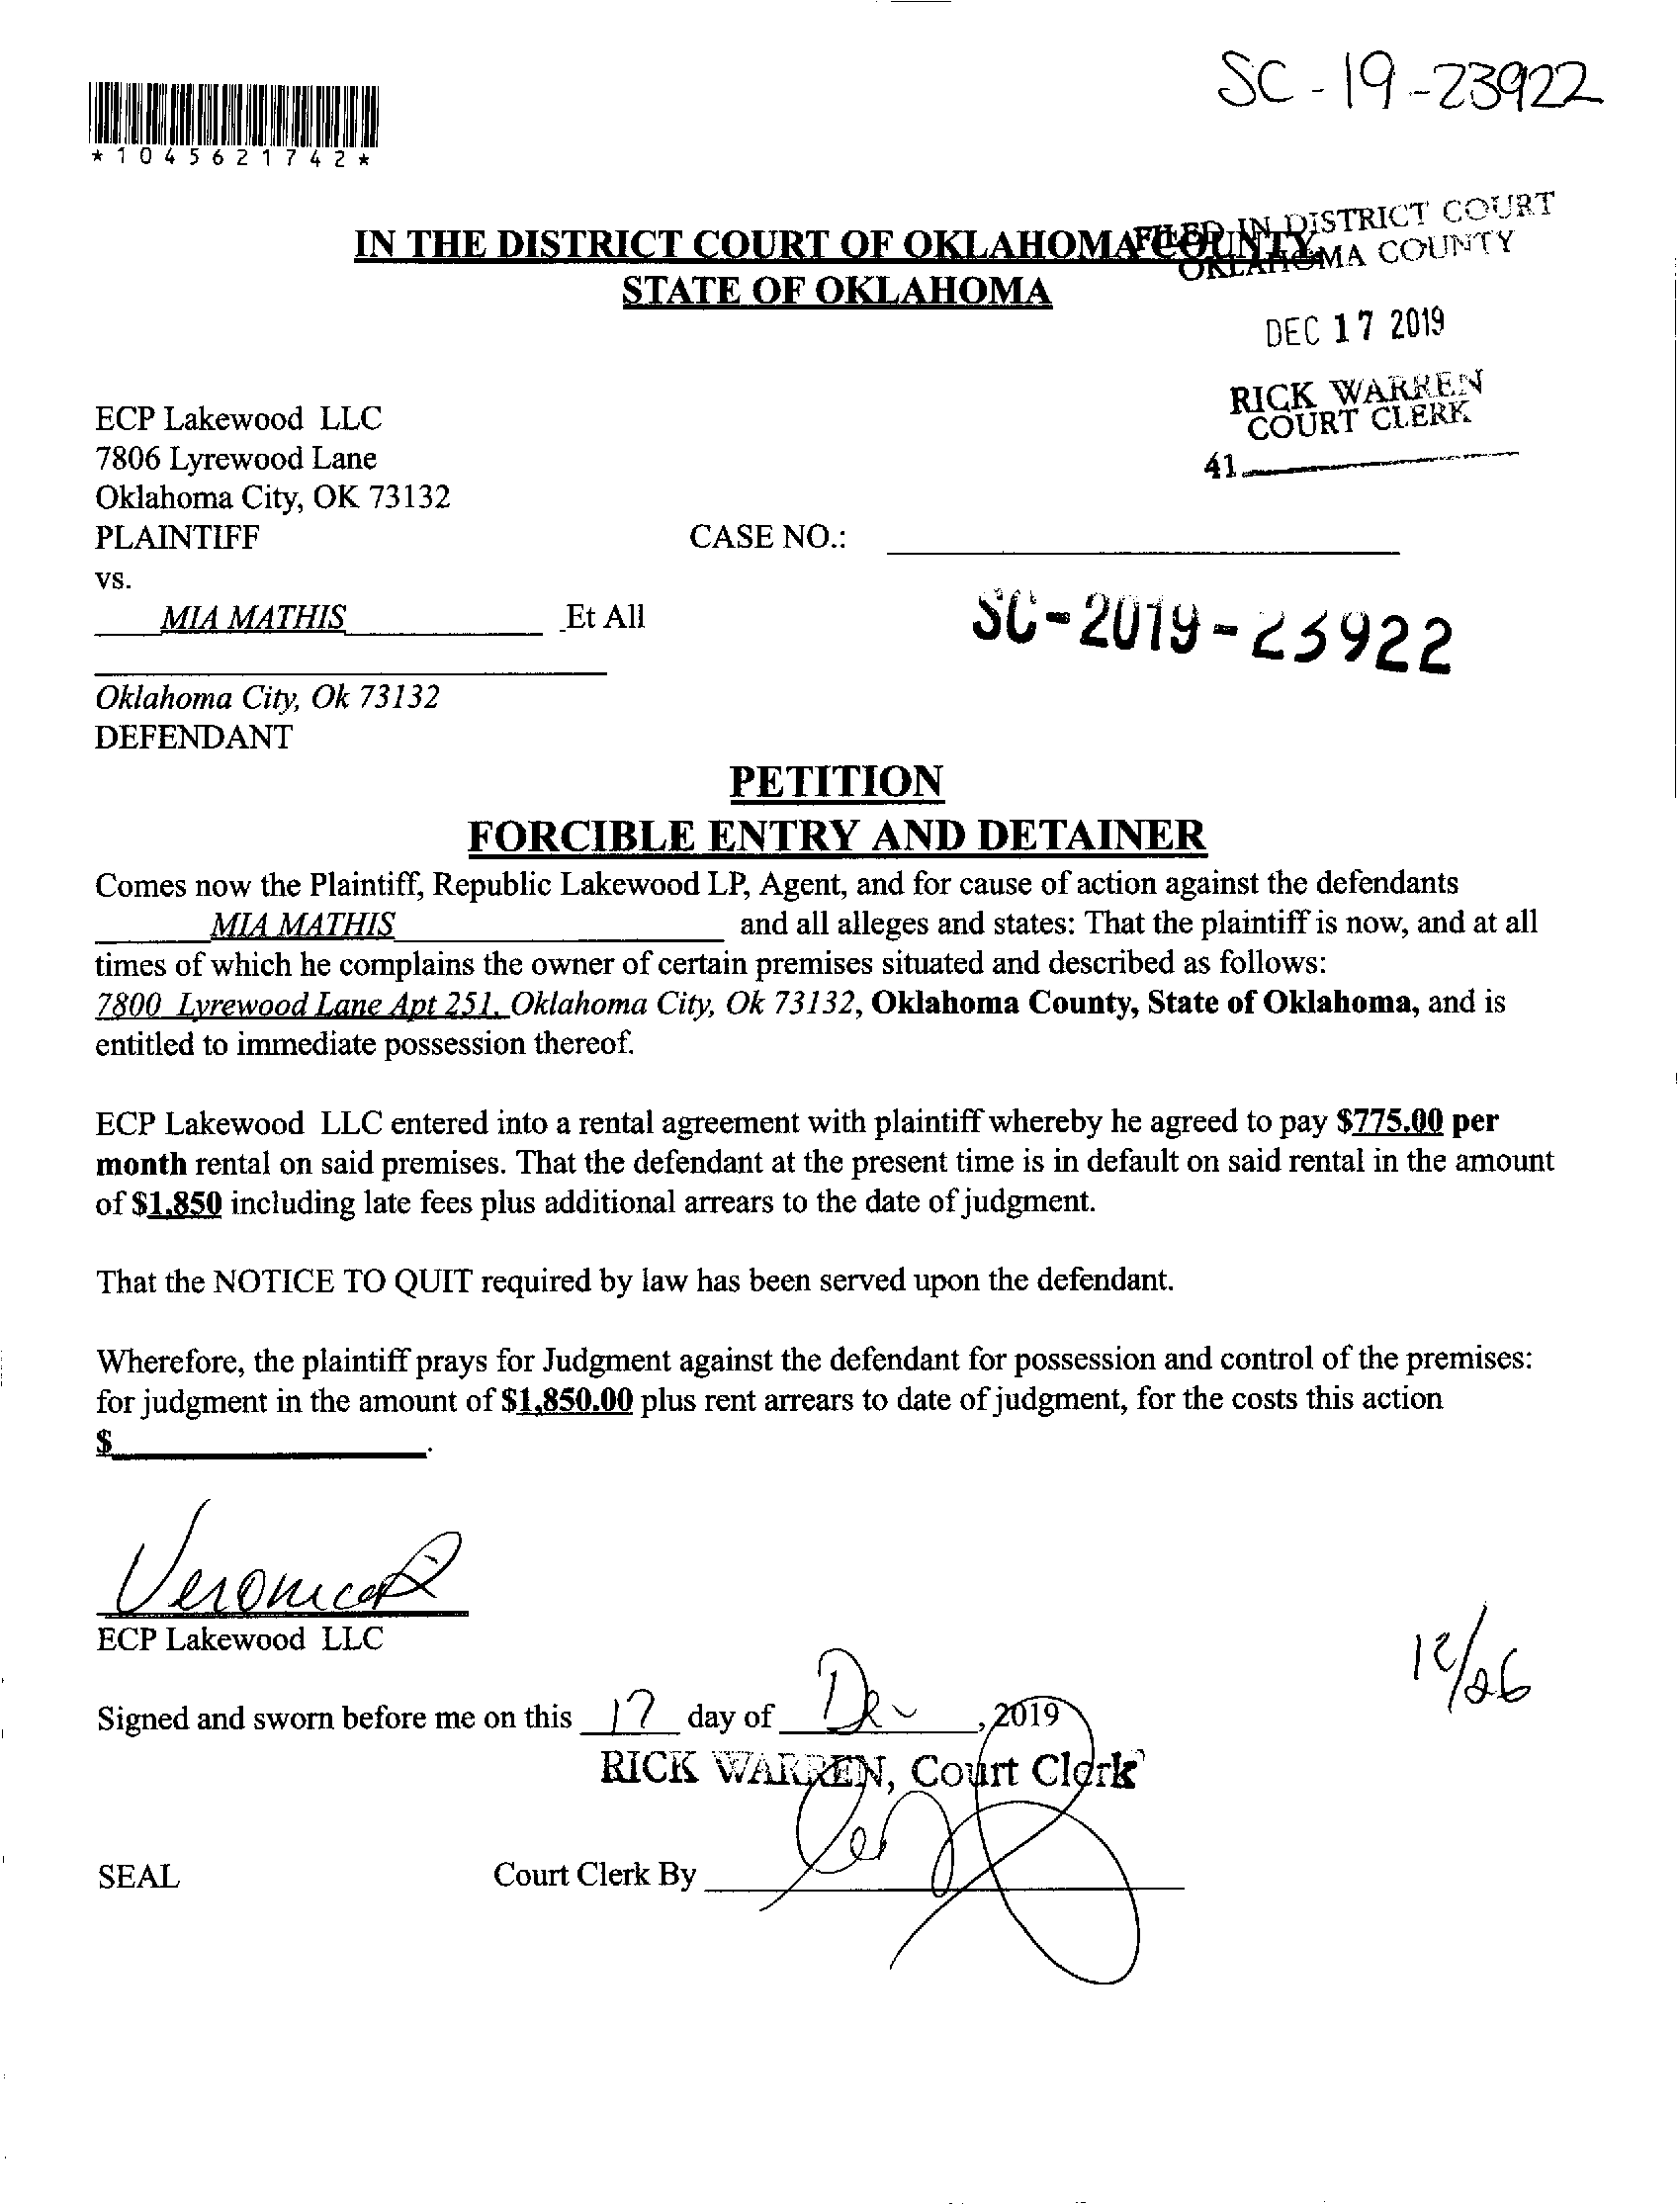 SC-19-23922
*1045621742*
IN THE DISTRICT COURT OF OKLAHOMA COUNTY
STATE OF OKLAHOMA
FILED IN DISTRICT COURT
OKLAHOMA COUNTY
DEC 17 2019
RICK WARREN
COURT CLERK
41
ECP Lakewood LLC
7806 Lyrewood Lane
Oklahoma City, OK 73132
PLAINTIFF
CASE NO.:
vs.
MIA MATHIS Et All
SC-2019-23922
Oklahoma City, Ok 73132
DEFENDANT
PETITION
FORCIBLE ENTRY AND DETAINER
Comes now the Plaintiff, Republic Lakewood LP, Agent, and for cause of action against the defendants
MIA MATHIS and all alleges and states: That the plaintiff is now, and at all
times of which he complains the owner of certain premises situated and described as follows:
7800 Lyrewood Lane Apt 251, Oklahoma City, Ok 73132, Oklahoma County, State of Oklahoma, and is
entitled to immediate possession thereof.
ECP Lakewood LLC entered into a rental agreement with plaintiff whereby he agreed to pay $775.00 per
month rental on said premises. That the defendant at the present time is in default on said rental in the amount
of $1,850 including late fees plus additional arrears to the date of judgment.
That the NOTICE TO QUIT required by law has been served upon the defendant.
Wherefore, the plaintiff prays for Judgment against the defendant for possession and control of the premises:
for judgment in the amount of $1,850.00 plus rent arrears to date of judgment, for the costs this action
$ .
Veronica R
ECP Lakewood LLC
12/26
Signed and sworn before me on this 17 day of Dec, 2019
RICK WARREN, Court Clerk
SEAL
Court Clerk By